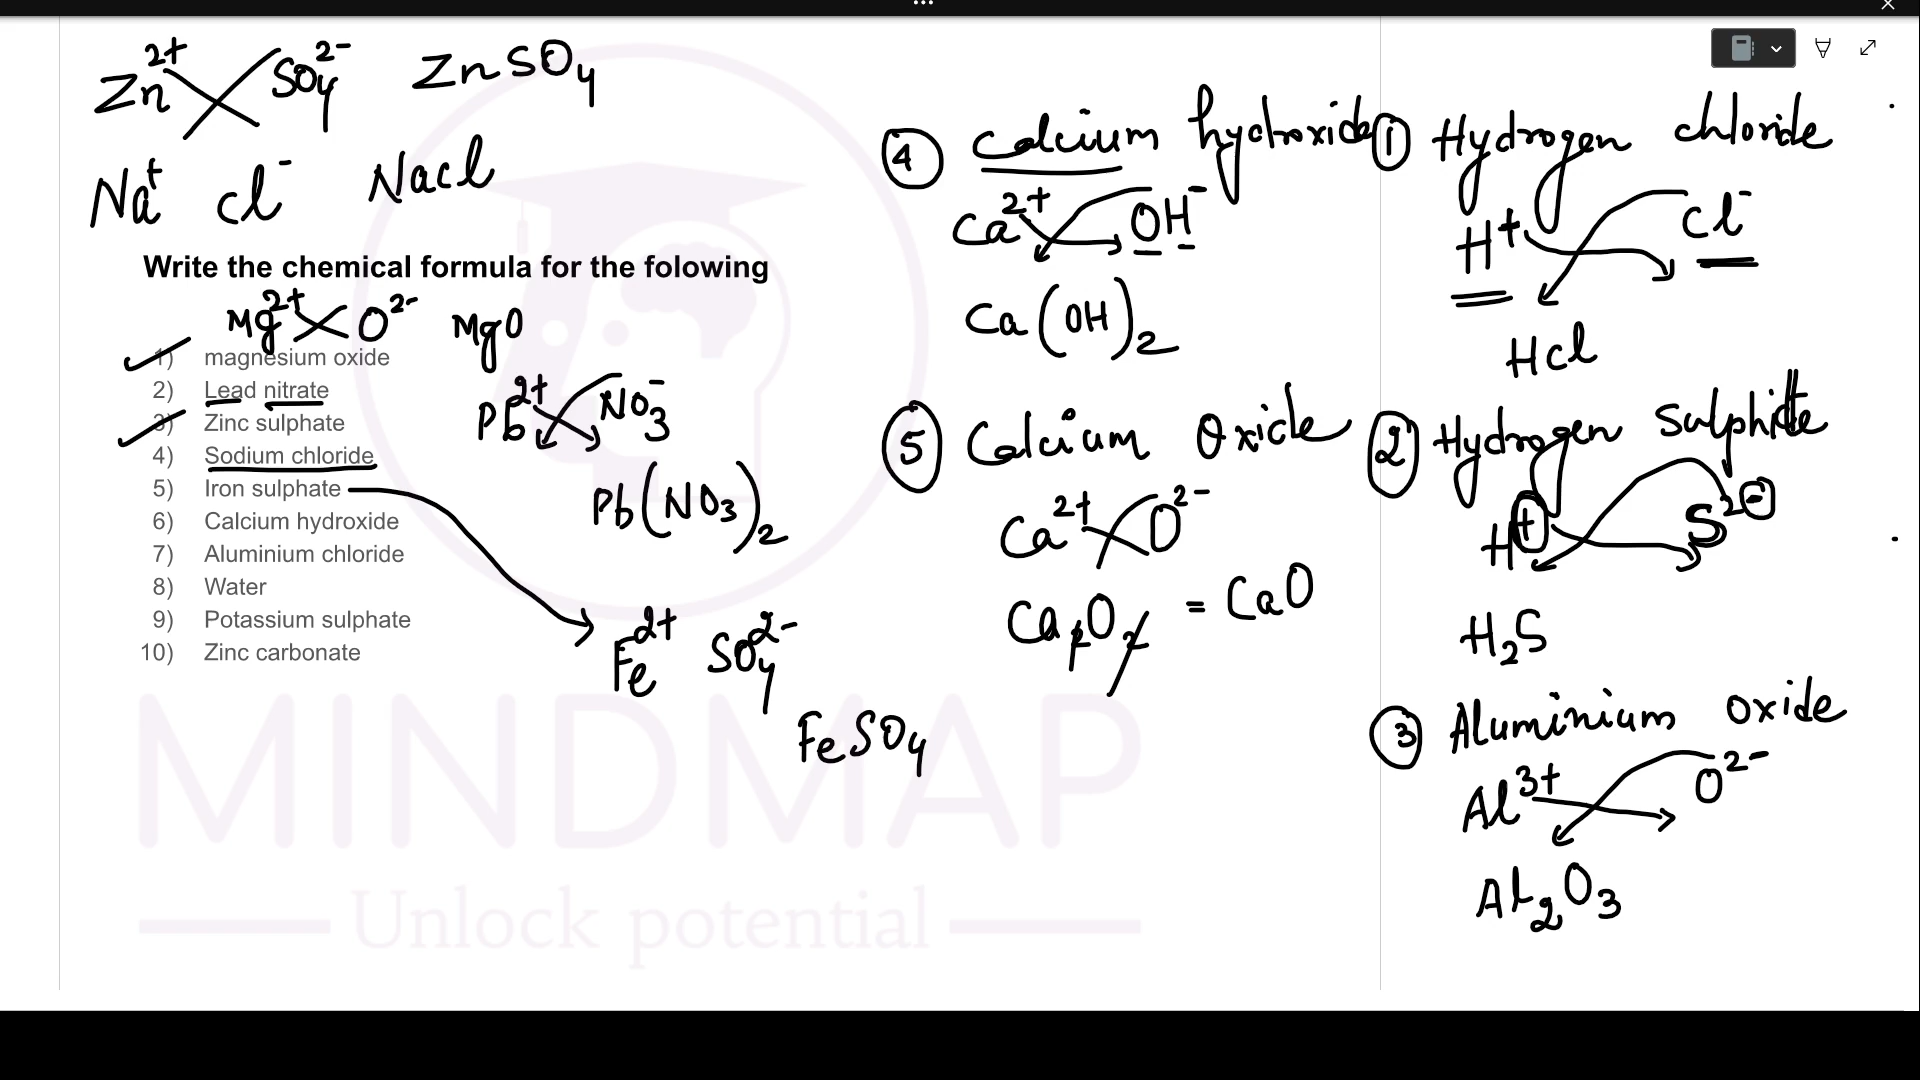 Zn²⁺ SO₄²⁻ ZnSO₄
Na⁺ Cl⁻ NaCl
Write the chemical formula for the folowing
Mg²⁺ O²⁻ MgO
1) magnesium oxide
2) Lead nitrate
Pb²⁺ NO₃⁻
3) Zinc sulphate
4) Sodium chloride
5) Iron sulphate
Pb(NO₃)₂
6) Calcium hydroxide
7) Aluminium chloride
8) Water
9) Potassium sulphate
10) Zinc carbonate
Fe²⁺ SO₄²⁻
FeSO₄
④ Calcium hydroxide
Ca²⁺ OH⁻
Ca(OH)₂
⑤ Calcium Oxide
Ca²⁺ O²⁻
Ca₂O₂ = CaO
① Hydrogen chloride
H⁺ Cl⁻
HCl
② Hydrogen Sulphide
H⁺ S²⁻
H₂S
③ Aluminium oxide
Al³⁺ O²⁻
Al₂O₃
MINDMAP
Unlock potential